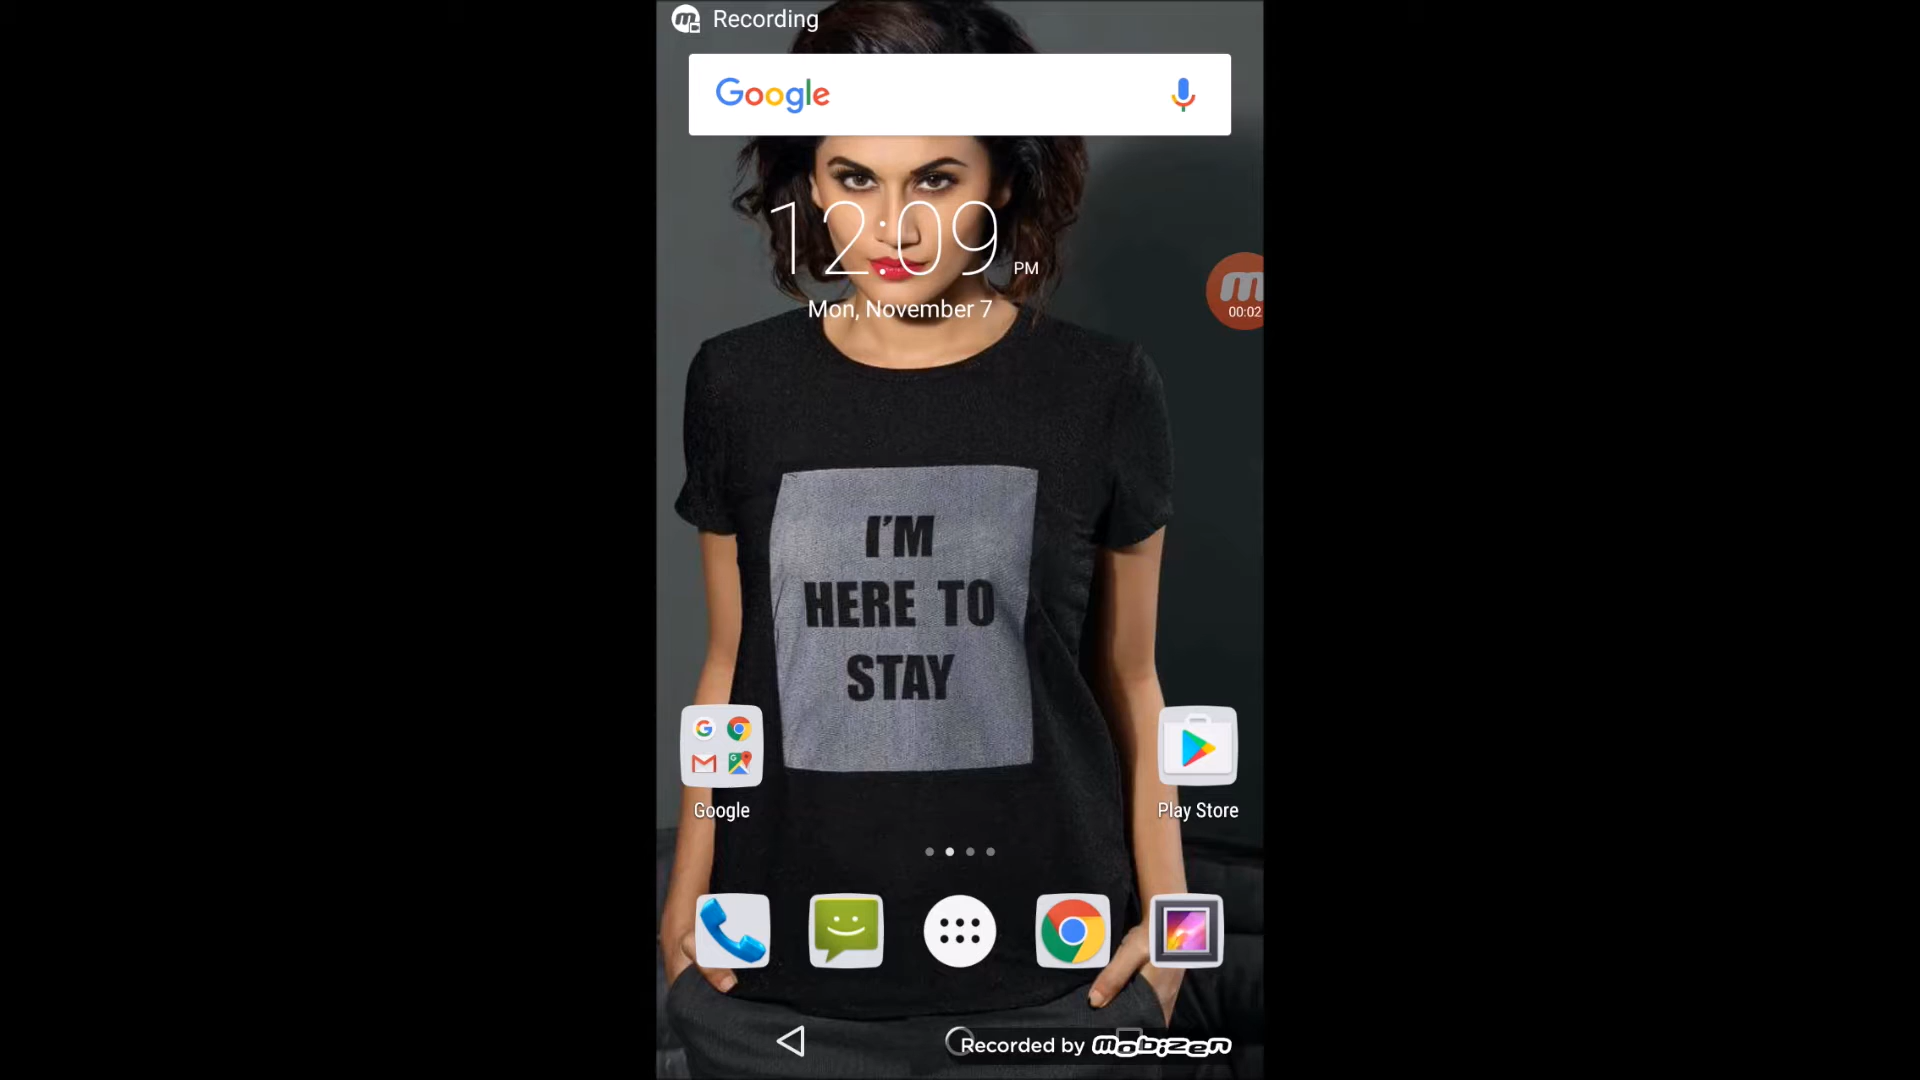 Recording
Google
12:09 PM
Mon, November 7
00:02
I'M
HERE TO
STAY
Google
Play Store
Recorded by mobizen